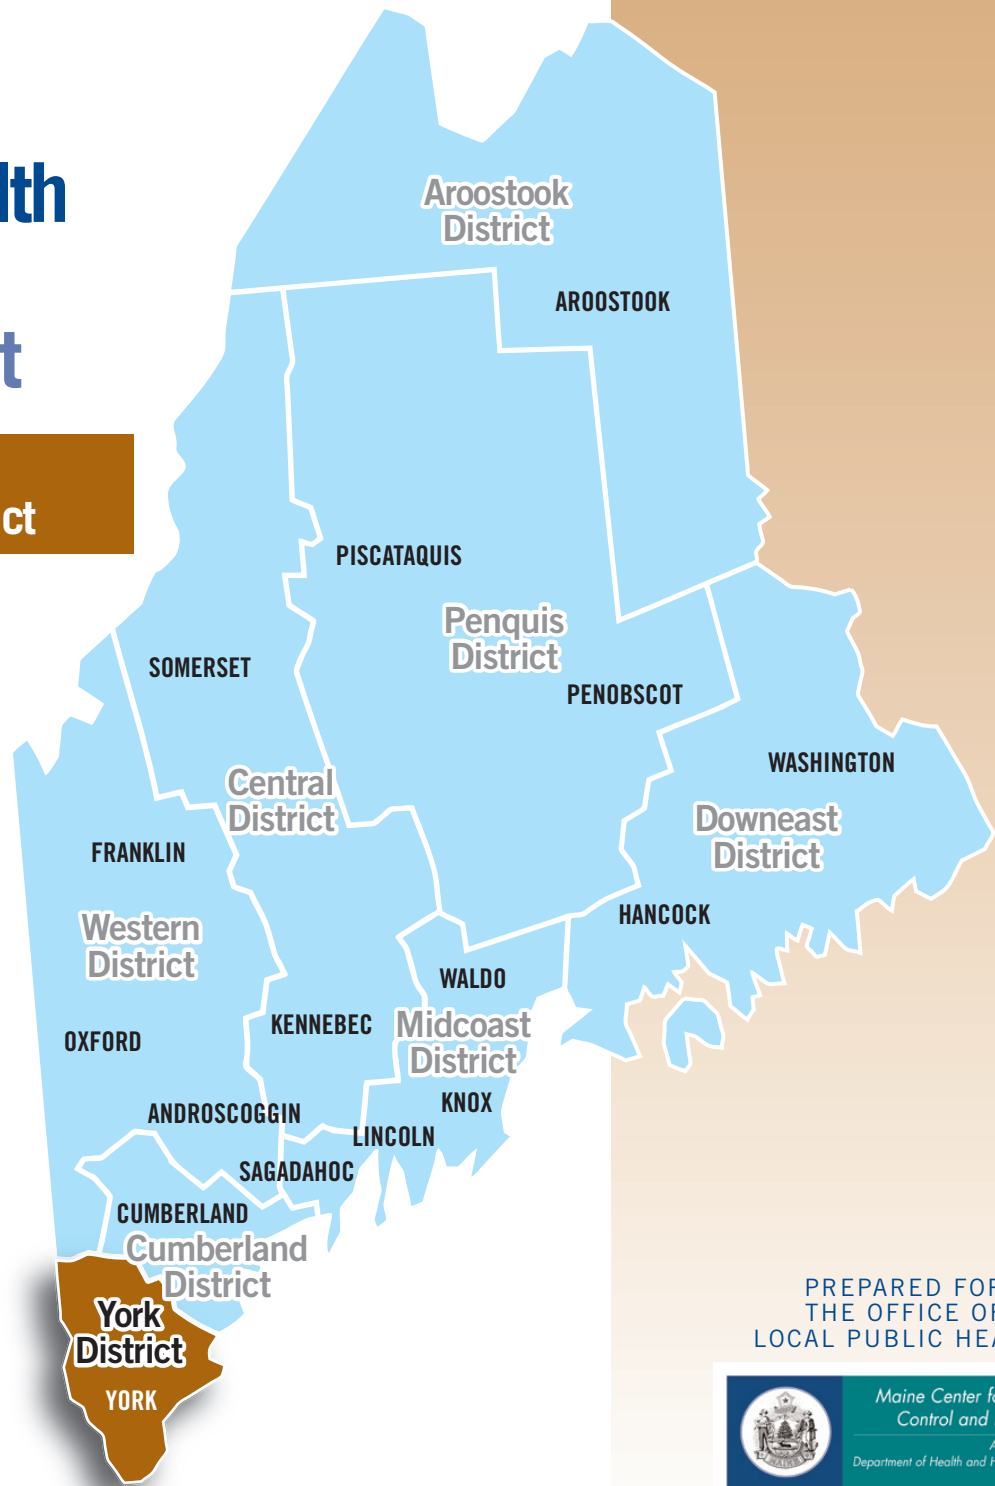 lth
t
ct
Aroostook
District
AROOSTOOK
PISCATAQUIS
Penquis
District
SOMERSET
PENOBSCOT
WASHINGTON
Central
District
Downeast
District
FRANKLIN
HANCOCK
Western
District
WALDO
KENNEBEC
Midcoast
District
OXFORD
KNOX
ANDROSCOGGIN
LINCOLN
SAGADAHOC
CUMBERLAND
Cumberland
District
York
District
YORK
PREPARED FOR
THE OFFICE OF
LOCAL PUBLIC HEA
Maine Center fo
Control and
A
Department of Health and H